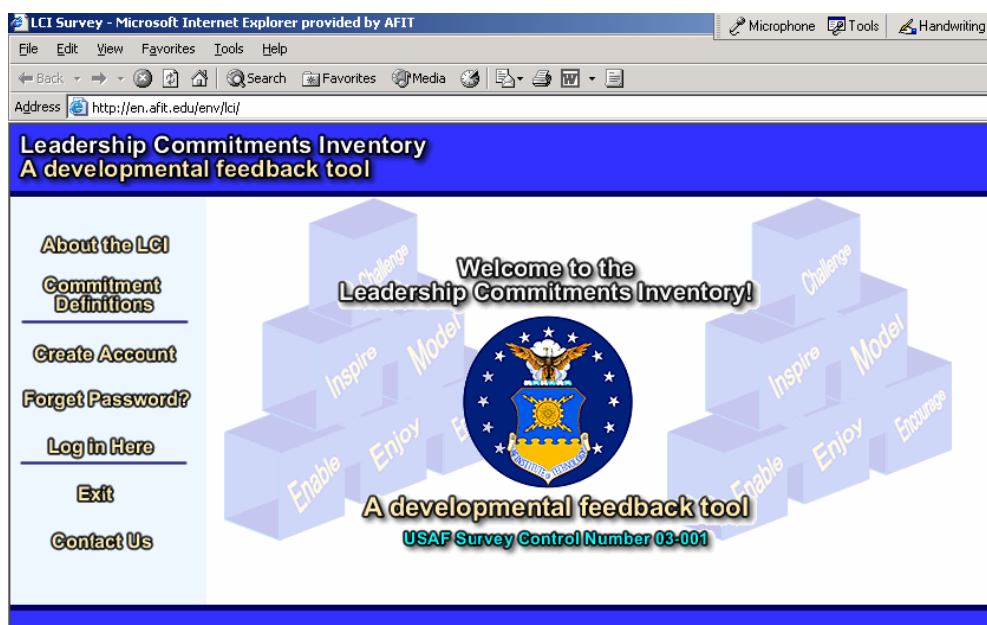 LCI Survey - Microsoft Internet Explorer provided by AFIT
Microphone Tools Handwriting
File Edit View Favorites Tools Help
Back Search Favorites Media
Address http://en.afit.edu/env/lci/
Leadership Commitments Inventory
A developmental feedback tool
About the LCI
Commitment
Definitions
Create Account
Forget Password?
Log in Here
Exit
Contact Us
Challenge
Inspire Model
Enable Enjoy
Welcome to the
Leadership Commitments Inventory!
INSTITUTE OF TECHNOLOGY
A developmental feedback tool
USAF Survey Control Number 03-001
Challenge
Inspire Model
Enable Enjoy Encourage